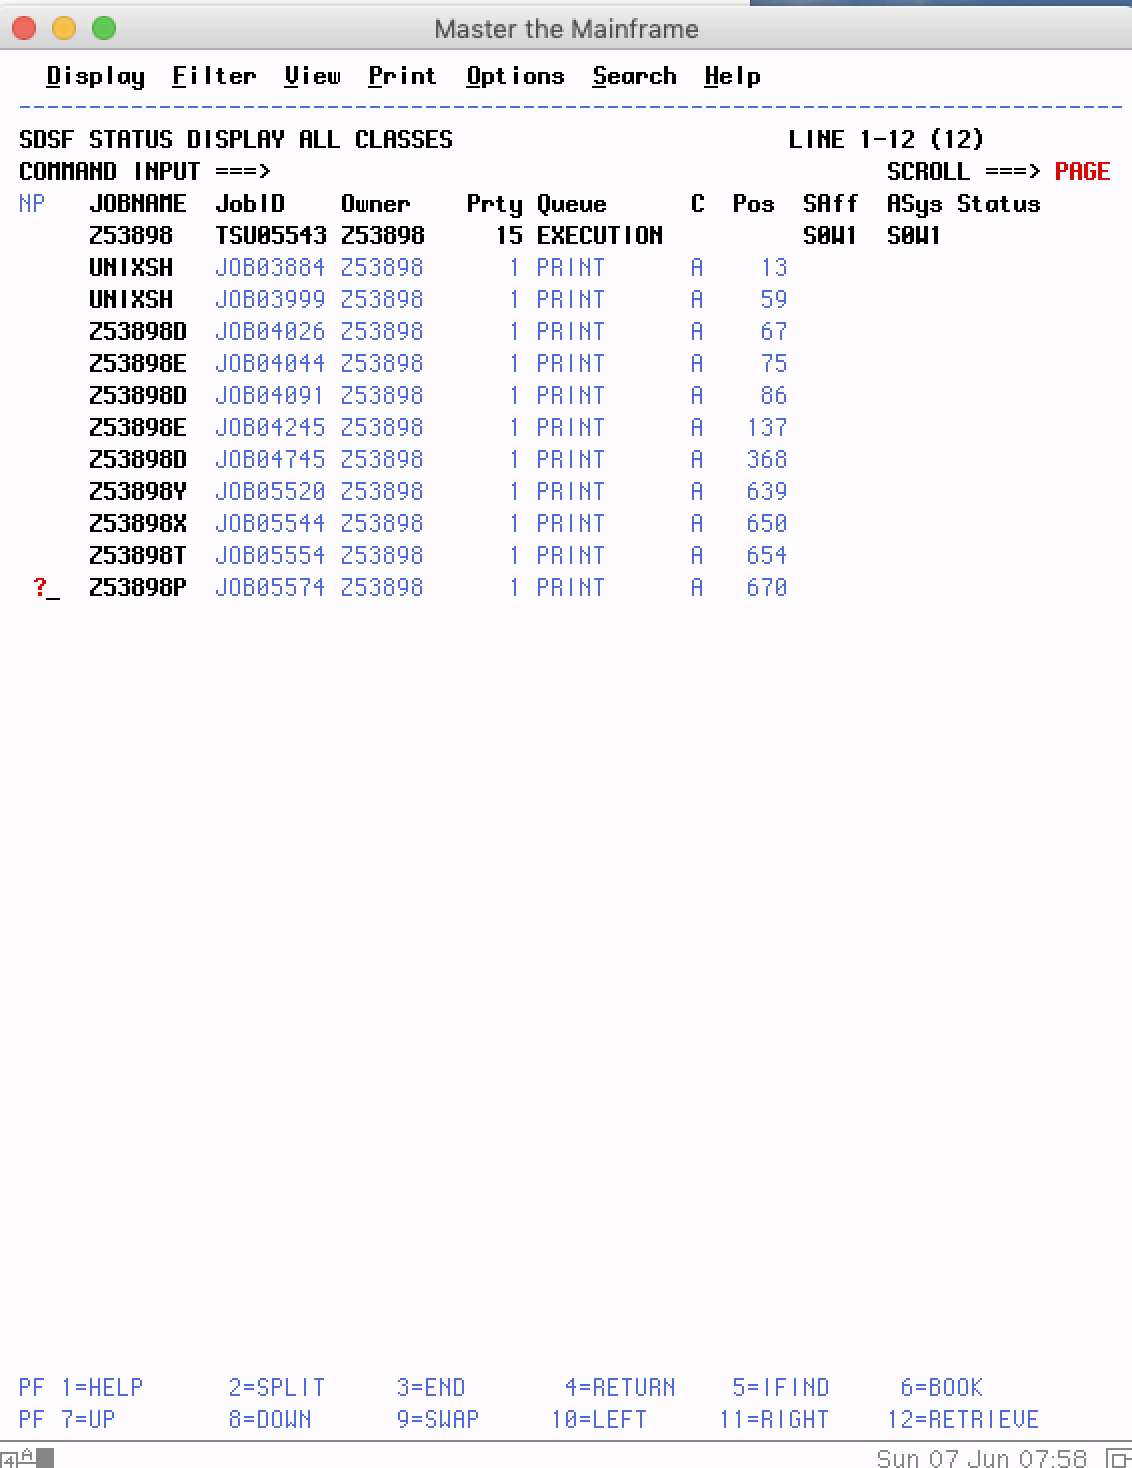 Master the Mainframe
Display Filter View Print Options Search Help
-------------------------------------------------------------------------------
SDSF STATUS DISPLAY ALL CLASSES LINE 1-12 (12)
COMMAND INPUT ===> SCROLL ===> PAGE
NP JOBNAME JobID Owner Prty Queue C Pos SAff ASys Status
Z53898 TSU05543 Z53898 15 EXECUTION S0W1 S0W1
UNIXSH JOB03884 Z53898 1 PRINT A 13
UNIXSH JOB03999 Z53898 1 PRINT A 59
Z53898D JOB04026 Z53898 1 PRINT A 67
Z53898E JOB04044 Z53898 1 PRINT A 75
Z53898D JOB04091 Z53898 1 PRINT A 86
Z53898E JOB04245 Z53898 1 PRINT A 137
Z53898D JOB04745 Z53898 1 PRINT A 368
Z53898Y JOB05520 Z53898 1 PRINT A 639
Z53898X JOB05544 Z53898 1 PRINT A 650
Z53898T JOB05554 Z53898 1 PRINT A 654
?_ Z53898P JOB05574 Z53898 1 PRINT A 670
PF 1=HELP 2=SPLIT 3=END 4=RETURN 5=IFIND 6=BOOK
PF 7=UP 8=DOWN 9=SWAP 10=LEFT 11=RIGHT 12=RETRIEVE
4 A Sun 07 Jun 07:58